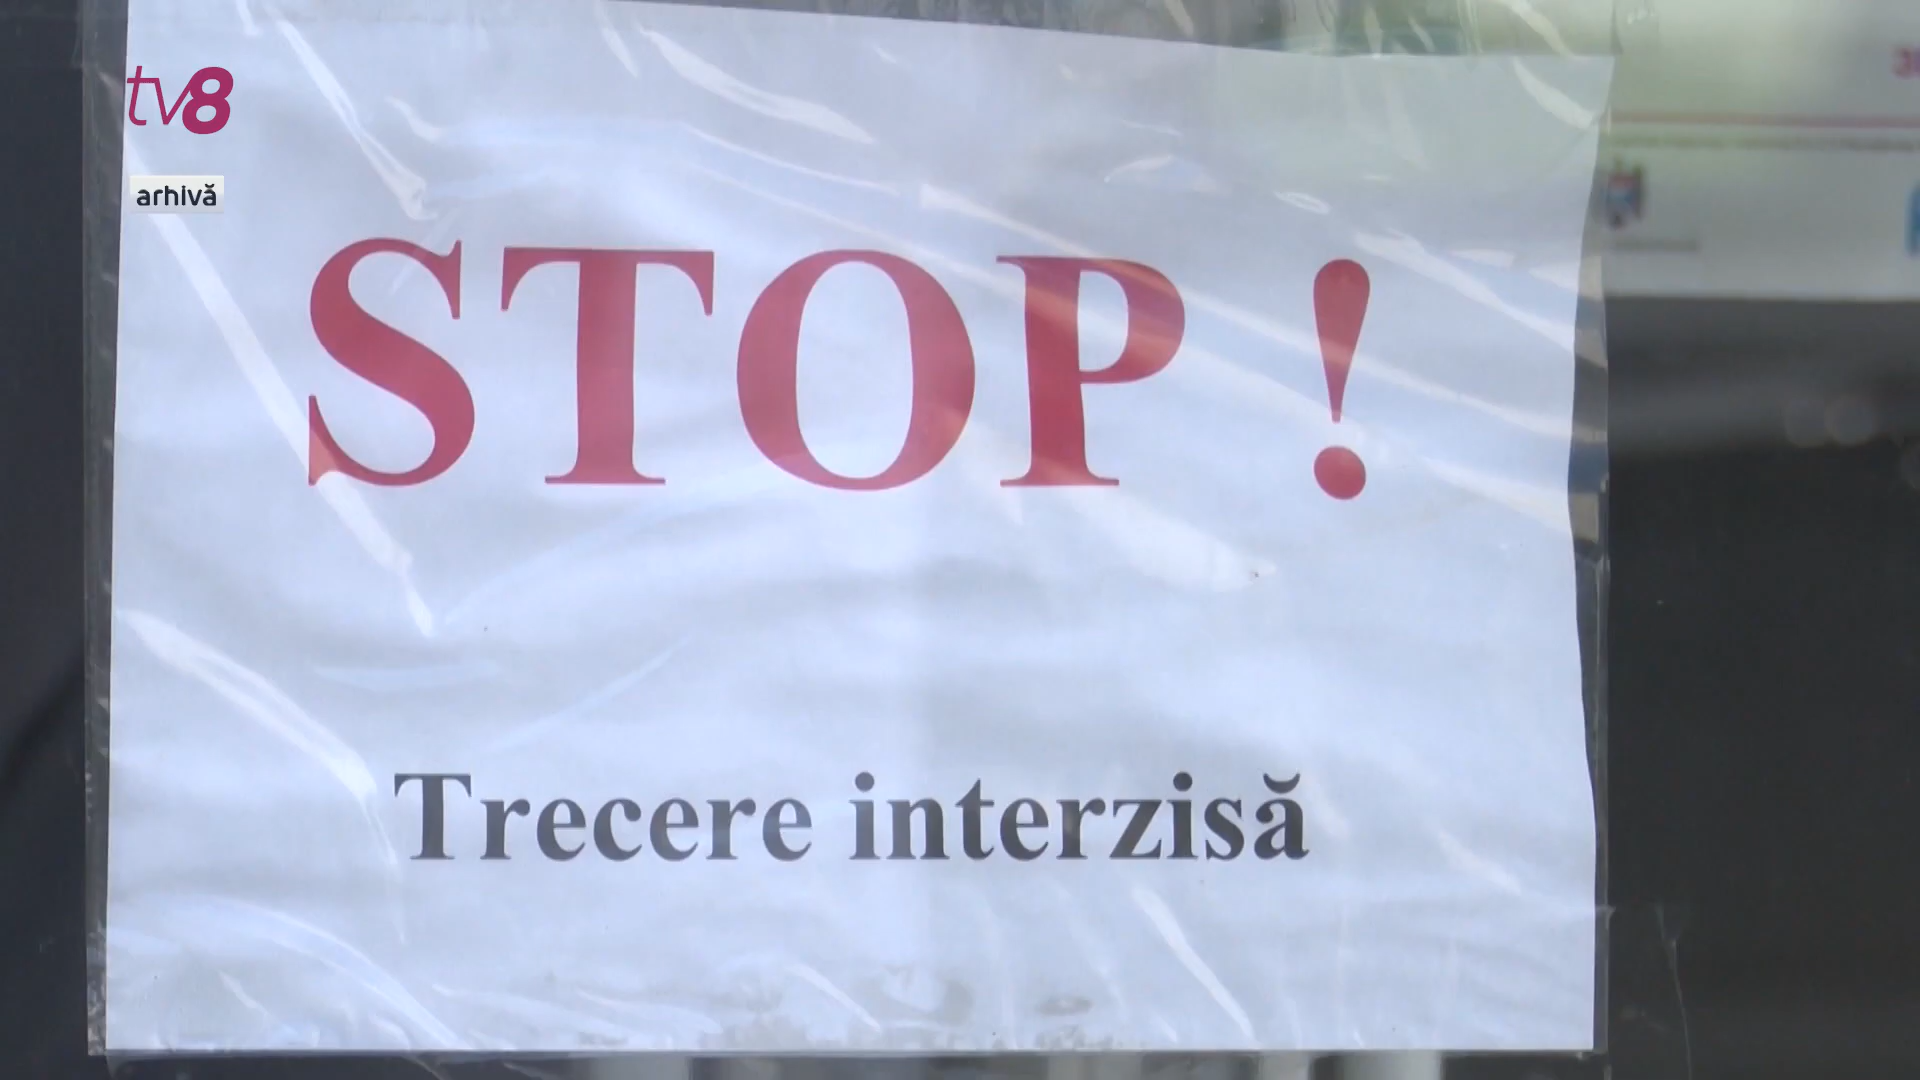 tv8
arhivă
STOP !
Trecere interzisă